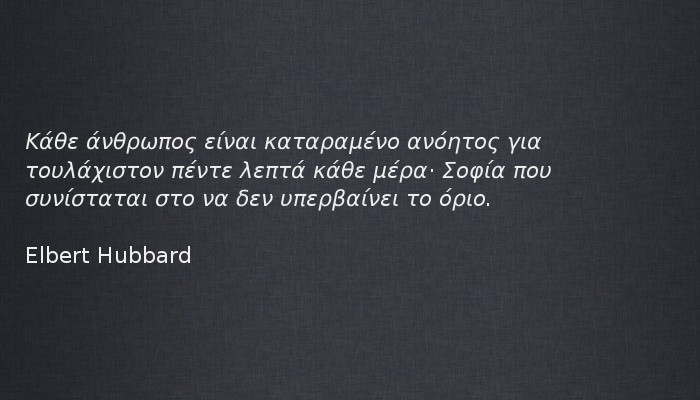 Κάθε άνθρωπος είναι καταραμένο ανόητος για
τουλάχιστον πέντε λεπτά κάθε μέρα· Σοφία που
συνίσταται στο να δεν υπερβαίνει το όριο.
Elbert Hubbard